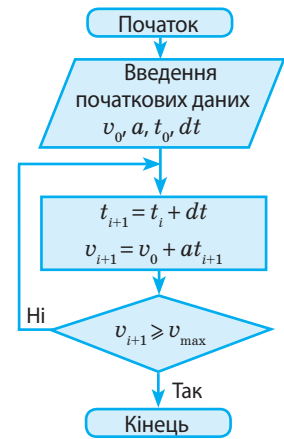 Початок
Введення
початкових даних
v₀, a, t₀, dt
tᵢ₊₁ = tᵢ + dt
vᵢ₊₁ = v₀ + atᵢ₊₁
Ні
vᵢ₊₁ ⩾ v_max
Так
Кінець